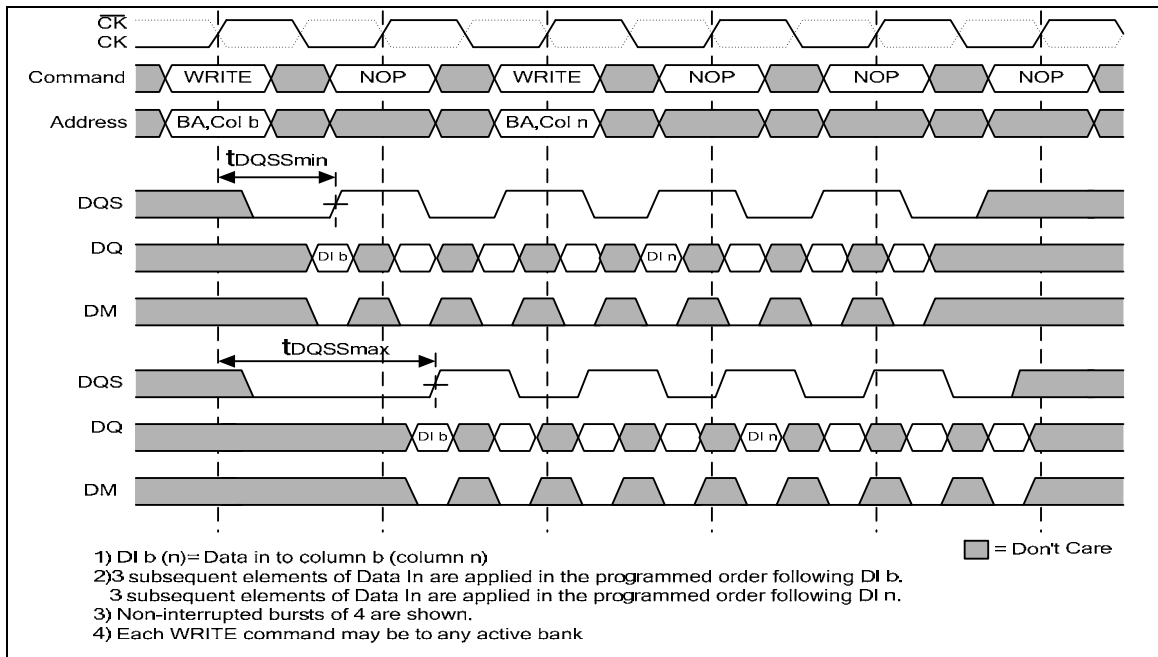 CK
CK
Command WRITE NOP WRITE NOP NOP NOP
Address BA,Col b BA,Col n
tDQSSmin
DQS
DQ DI b DI n
DM
tDQSSmax
DQS
DQ DI b DI n
DM
1) DI b (n)= Data in to column b (column n)
= Don't Care
2)3 subsequent elements of Data In are applied in the programmed order following DI b.
3 subsequent elements of Data In are applied in the programmed order following DI n.
3) Non-interrupted bursts of 4 are shown.
4) Each WRITE command may be to any active bank